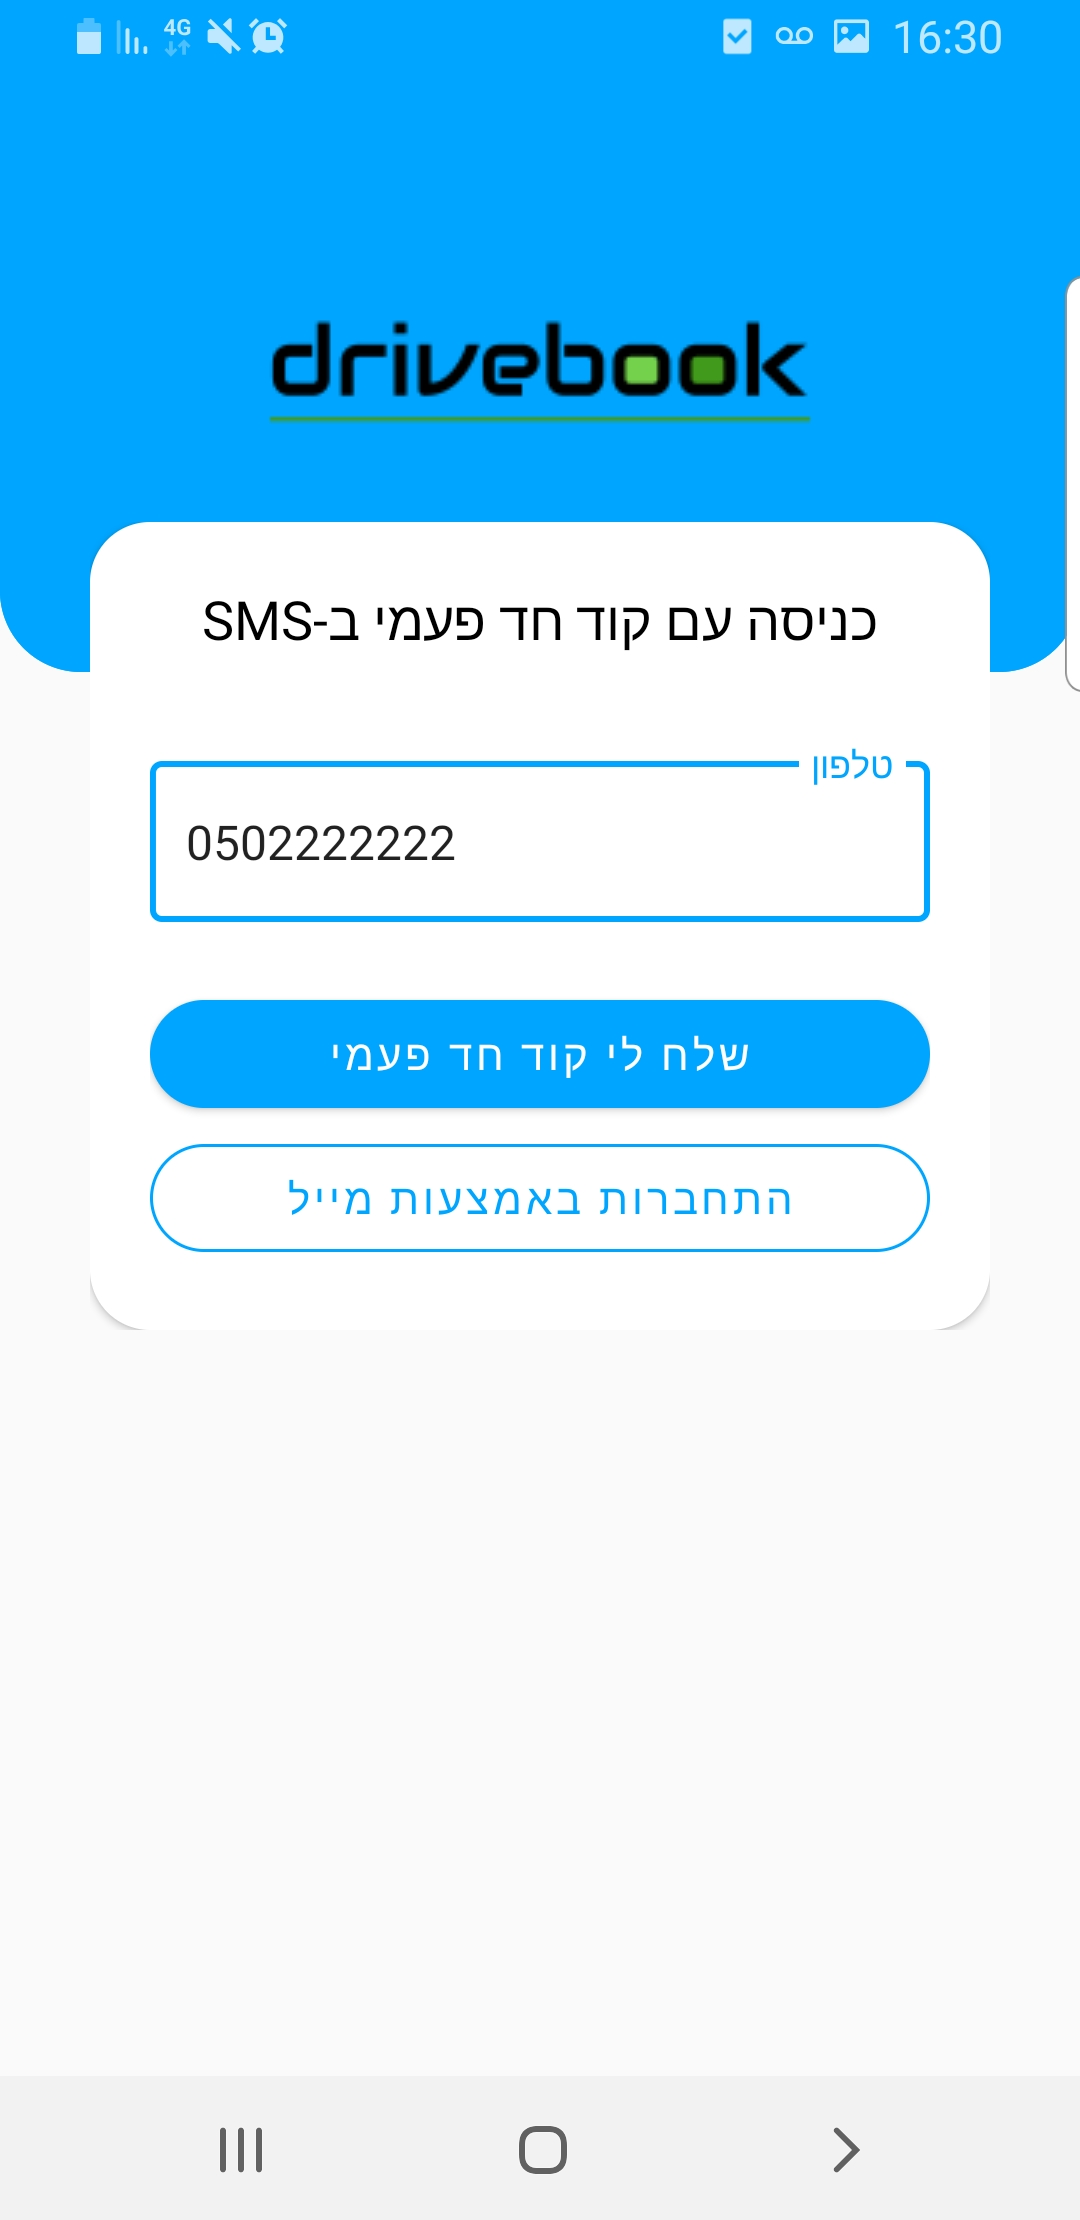 4G
16:30
drivebook
כניסה עם קוד חד פעמי ב-SMS
טלפון
0502222222
שלח לי קוד חד פעמי
התחברות באמצעות מייל